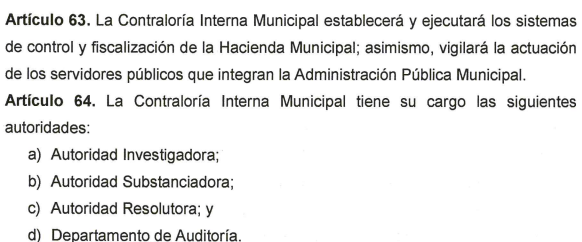 Artículo 63. La Contraloría Interna Municipal establecerá y ejecutará los sistemas
de control y fiscalización de la Hacienda Municipal; asimismo, vigilará la actuación
de los servidores públicos que integran la Administración Pública Municipal.
Artículo 64. La Contraloría Interna Municipal tiene su cargo las siguientes
autoridades:
a) Autoridad Investigadora;
b) Autoridad Substanciadora;
c) Autoridad Resolutora; y
d) Departamento de Auditoría.